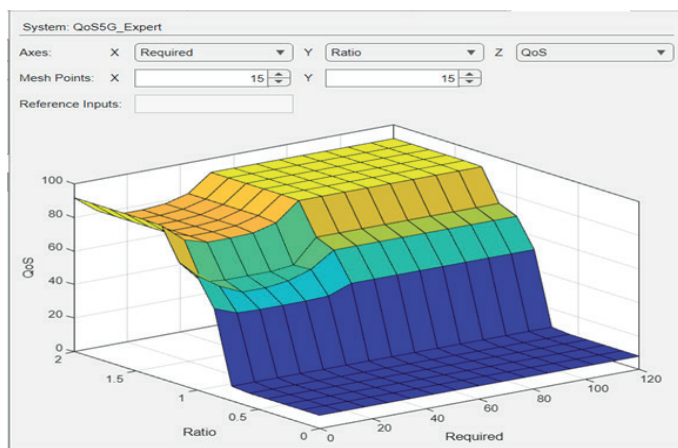 System: QoS5G_Expert
Axes: X Required Y Ratio Z QoS
Mesh Points: X 15 Y 15
Reference Inputs:
100
80
60
40
20
0
QoS
2
1.5
1
0.5
0
Ratio
0
20
40
60
80
100
120
Required